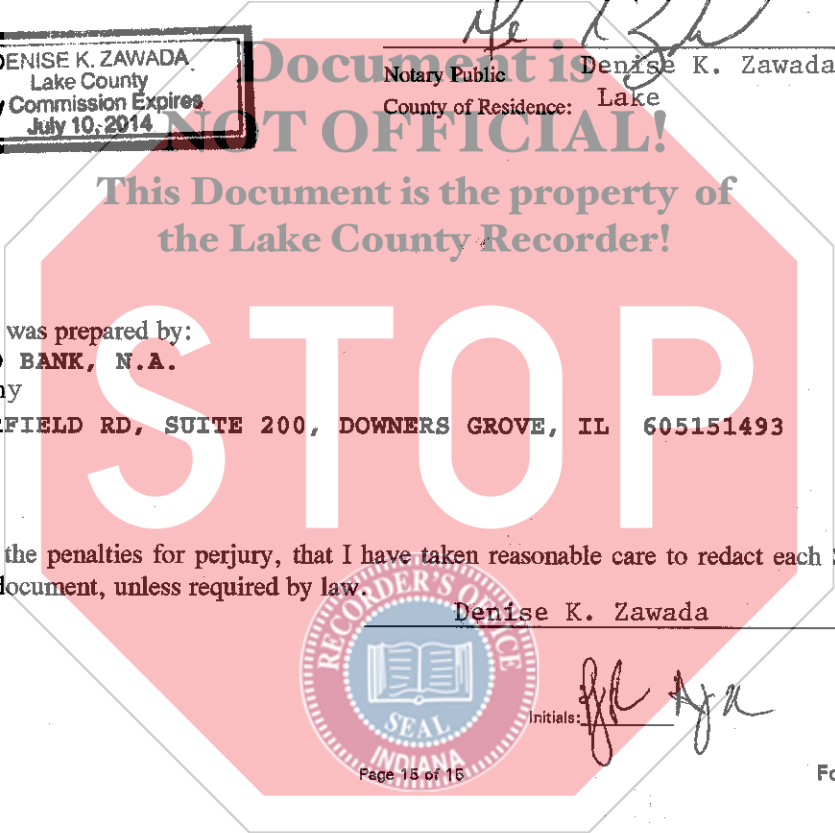 DENISE K. ZAWADA
Lake County
Commission Expires
July 10, 2014
Notary Public Denise K. Zawada
County of Residence: Lake
Document is
NOT OFFICIAL!
This Document is the property of
the Lake County Recorder!
STOP
was prepared by:
BANK, N.A.
FIELD RD, SUITE 200, DOWNERS GROVE, IL 605151493
the penalties for perjury, that I have taken reasonable care to redact each
document, unless required by law.
Denise K. Zawada
RECORDER'S OFFICE
SEAL
INDIANA
Initials:
Page 15 of 15
Fo